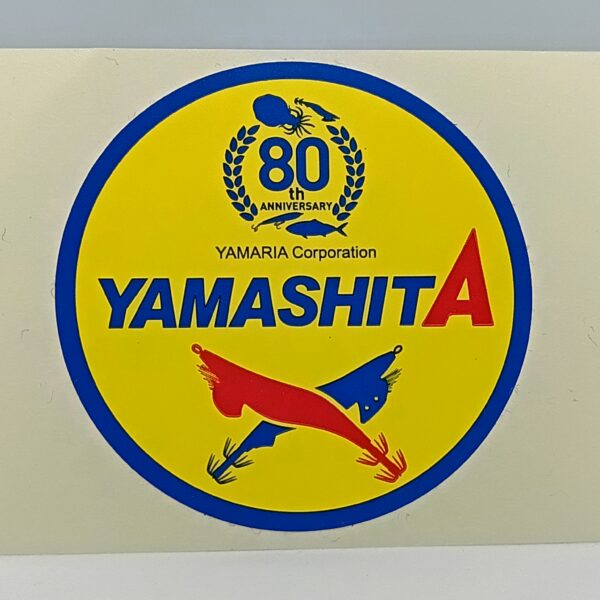 80
th
ANNIVERSARY
YAMARIA Corporation
YAMASHITA